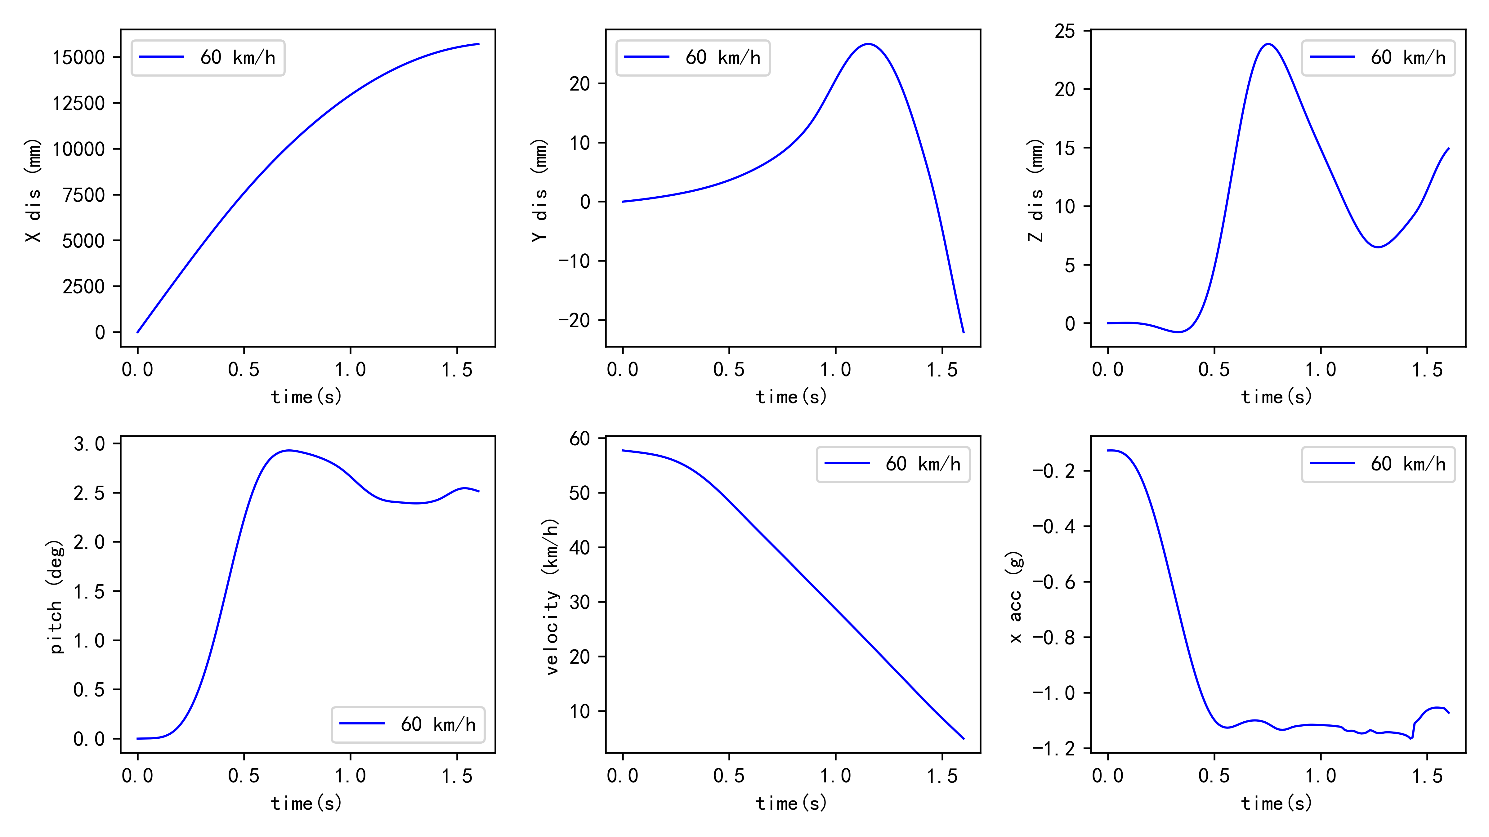 60 km/h
X dis (mm)
15000
12500
10000
7500
5000
2500
0
0.0 0.5 1.0 1.5
time(s)
60 km/h
Y dis (mm)
20
10
0
−10
−20
0.0 0.5 1.0 1.5
time(s)
60 km/h
Z dis (mm)
25
20
15
10
5
0
0.0 0.5 1.0 1.5
time(s)
60 km/h
pitch (deg)
3.0
2.5
2.0
1.5
1.0
0.5
0.0
0.0 0.5 1.0 1.5
time(s)
60 km/h
velocity (km/h)
60
50
40
30
20
10
0.0 0.5 1.0 1.5
time(s)
60 km/h
x acc (g)
−0.2
−0.4
−0.6
−0.8
−1.0
−1.2
0.0 0.5 1.0 1.5
time(s)